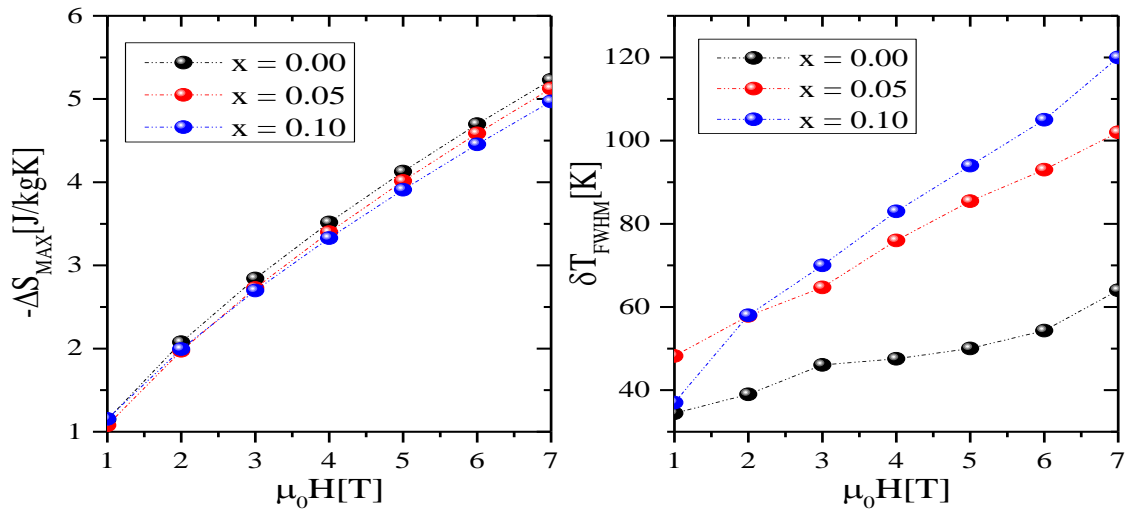 6
5
4
3
2
1
-ΔS_MAX[J/kgK]
x = 0.00
x = 0.05
x = 0.10
1 2 3 4 5 6 7
μ₀H[T]
120
100
80
60
40
δT_FWHM[K]
x = 0.00
x = 0.05
x = 0.10
1 2 3 4 5 6 7
μ₀H[T]